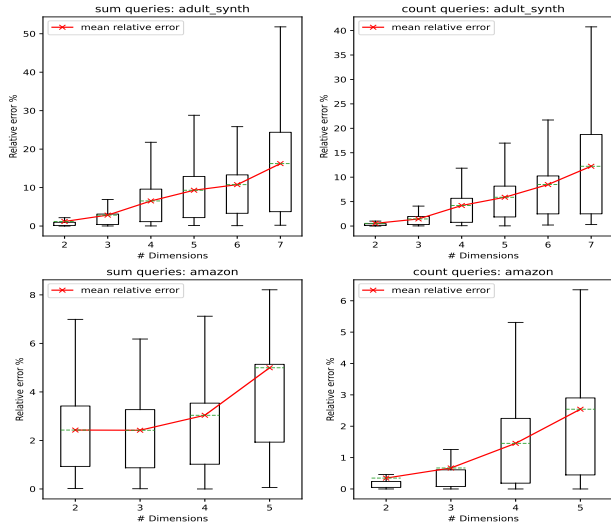 sum queries: adult_synth
mean relative error
Relative error %
50
40
30
20
10
0
2 3 4 5 6 7
# Dimensions
count queries: adult_synth
mean relative error
Relative error %
40
35
30
25
20
15
10
5
0
2 3 4 5 6 7
# Dimensions
sum queries: amazon
mean relative error
Relative error %
8
6
4
2
0
2 3 4 5
# Dimensions
count queries: amazon
mean relative error
Relative error %
6
5
4
3
2
1
0
2 3 4 5
# Dimensions